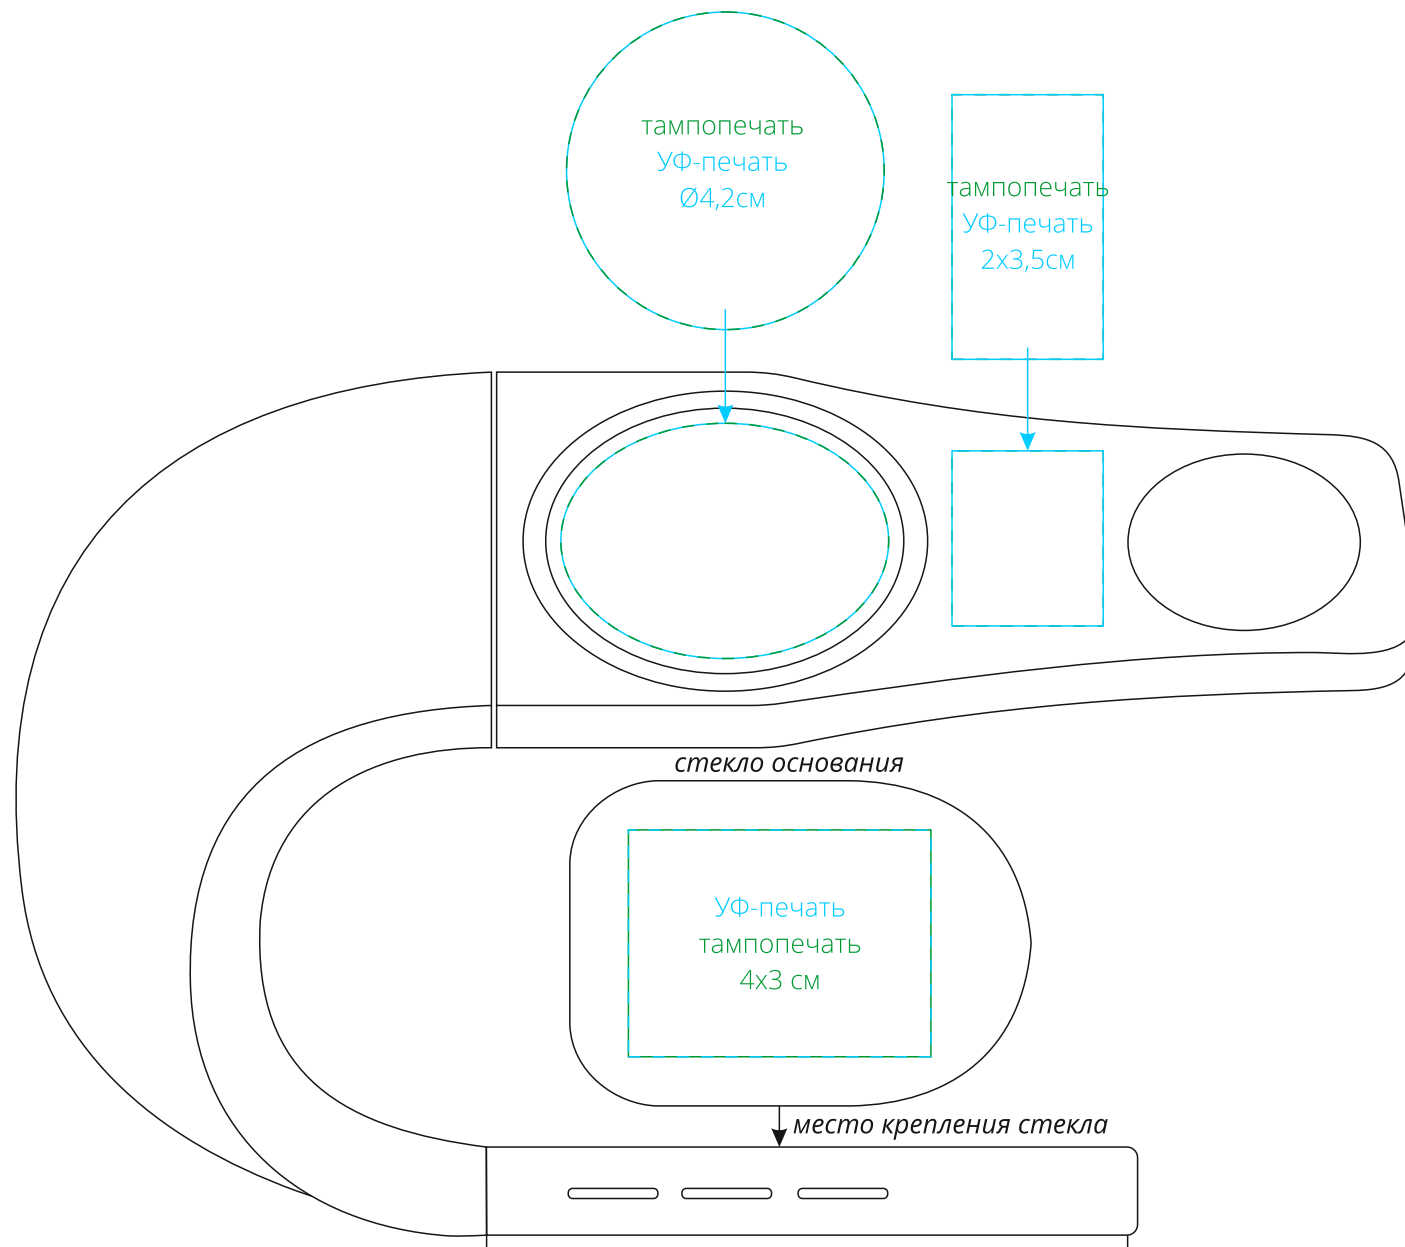 тампопечать
УФ-печать
Ø4,2см
тампопечать
УФ-печать
2х3,5см
стекло основания
УФ-печать
тампопечать
4х3 см
место крепления стекла